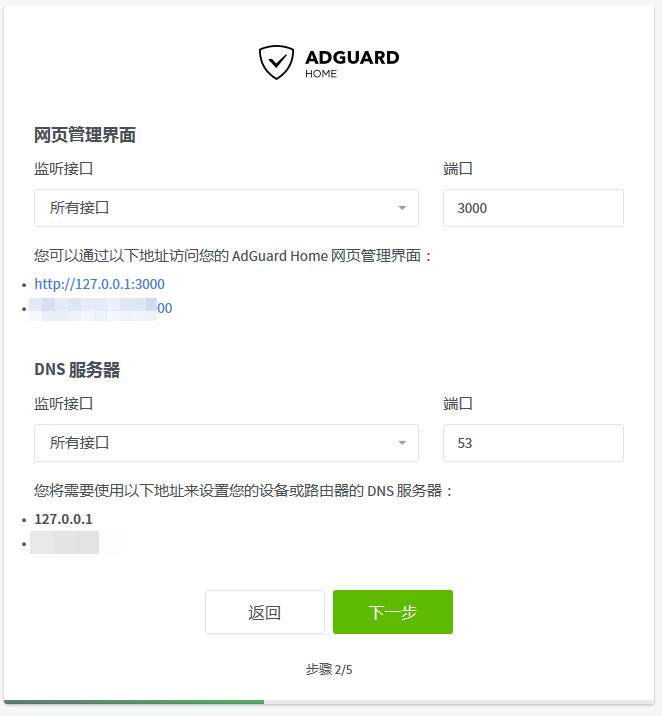 ADGUARD
HOME
网页管理界面
监听接口 端口
所有接口 3000
您可以通过以下地址访问您的 AdGuard Home 网页管理界面：
• http://127.0.0.1:3000
• 00
DNS 服务器
监听接口 端口
所有接口 53
您将需要使用以下地址来设置您的设备或路由器的 DNS 服务器：
• 127.0.0.1
返回 下一步
步骤 2/5